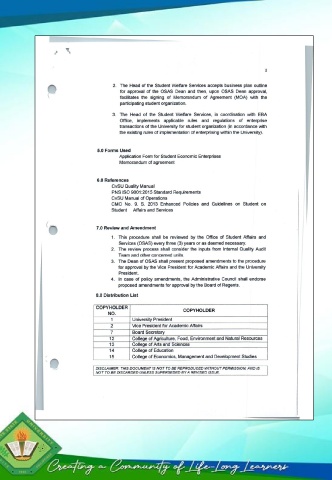 3
2. The Head of the Student Welfare Services accepts business plan outline
for approval of the OSAS Dean and then, upon OSAS Dean approval,
facilitates the signing of Memorandum of Agreement (MOA) with the
participating student organization.
3. The Head of the Student Welfare Services, in coordination with EBA
Office, implements applicable rules and regulations of enterprise
transactions of the University for student organization (in accordance with
the existing rules of implementation of enterprising within the University).
5.0 Forms Used
Application Form for Student Economic Enterprises
Memorandum of agreement
6.0 References
CvSU Quality Manual
PNS ISO 9001:2015 Standard Requirements
CvSU Manual of Operations
CMO No. 9, S. 2013 Enhanced Policies and Guidelines on Student
Affairs and Services
7.0 Review and Amendment
1. This procedure shall be reviewed by the Office of Student Affairs and
Services (OSAS) every three (3) years or as deemed necessary.
2. The review process shall consider the inputs from Internal Quality Audit
Team and other concerned units.
3. The Dean of OSAS shall present proposed amendments to the procedure
for approval by the Vice President for Academic Affairs and the University
President.
4. In case of policy amendments, the Administrative Council shall endorse
proposed amendments for approval by the Board of Regents.
8.0 Distribution List
COPYHOLDER NO. COPYHOLDER
1 University President
2 Vice President for Academic Affairs
7 Board Secretary
12 College of Agriculture, Food, Environment and Natural Resources
13 College of Arts and Sciences
14 College of Education
15 College of Economics, Management and Development Studies
DISCLAIMER: THIS DOCUMENT IS NOT TO BE REPRODUCED WITHOUT PERMISSION, AND IS
NOT TO BE DISCARDED UNLESS SUPERSEDED BY A REVISED ISSUE.
Creating a Community of Life-Long Learners